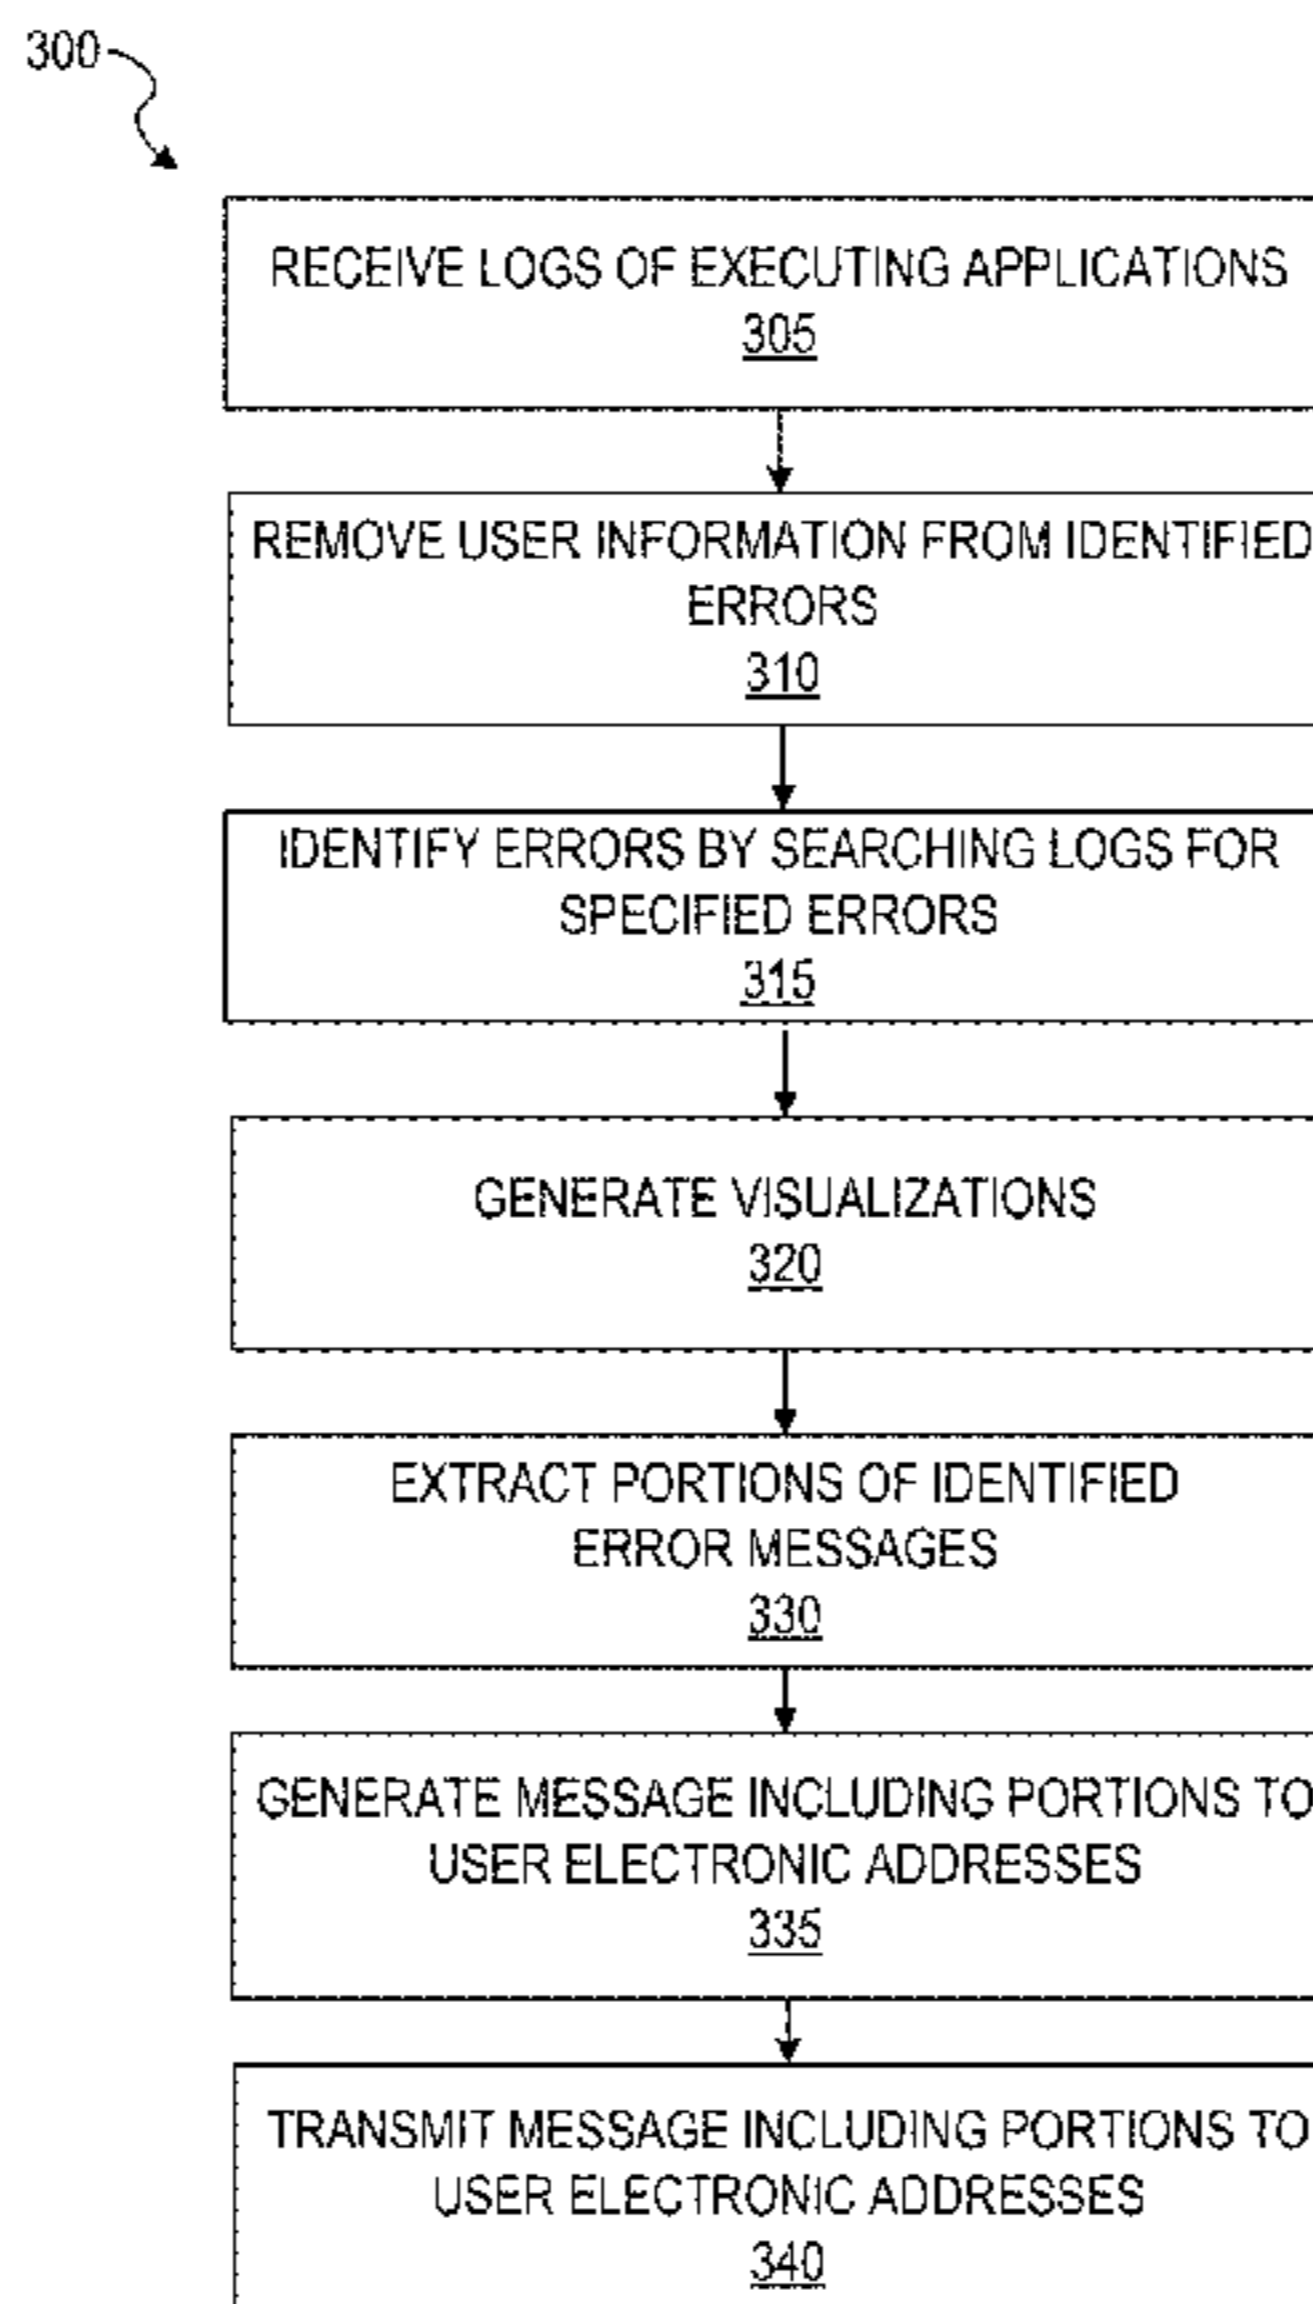 300
RECEIVE LOGS OF EXECUTING APPLICATIONS
305
REMOVE USER INFORMATION FROM IDENTIFIED
ERRORS
310
IDENTIFY ERRORS BY SEARCHING LOGS FOR
SPECIFIED ERRORS
315
GENERATE VISUALIZATIONS
320
EXTRACT PORTIONS OF IDENTIFIED
ERROR MESSAGES
330
GENERATE MESSAGE INCLUDING PORTIONS TO
USER ELECTRONIC ADDRESSES
335
TRANSMIT MESSAGE INCLUDING PORTIONS TO
USER ELECTRONIC ADDRESSES
340